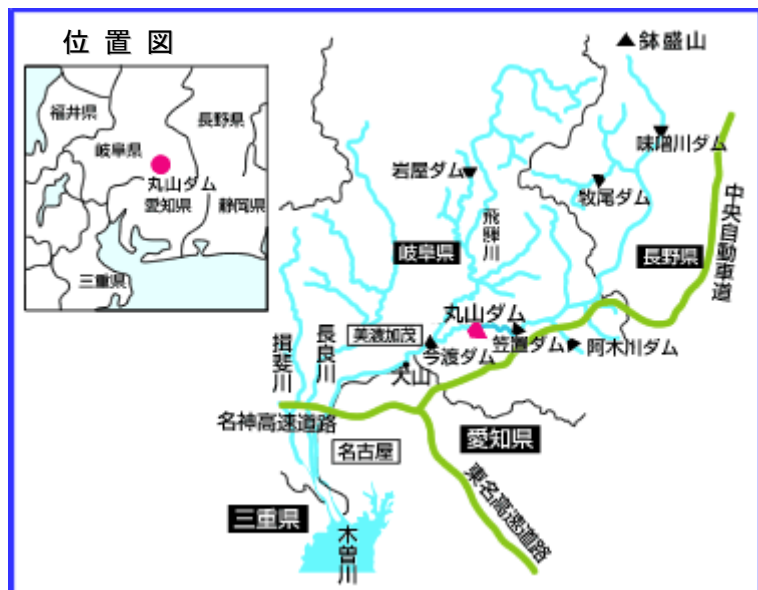 位置図
福井県
長野県
岐阜県
丸山ダム
愛知県
静岡県
三重県
鉢盛山
味噌川ダム
岩屋ダム
牧尾ダム
飛騨川
岐阜県
長野県
中央自動車道
丸山ダム
美濃加茂
今渡ダム
笠置ダム
阿木川ダム
犬山
揖斐川
長良川
名神高速道路
名古屋
愛知県
三重県
木曽川
東名高速道路